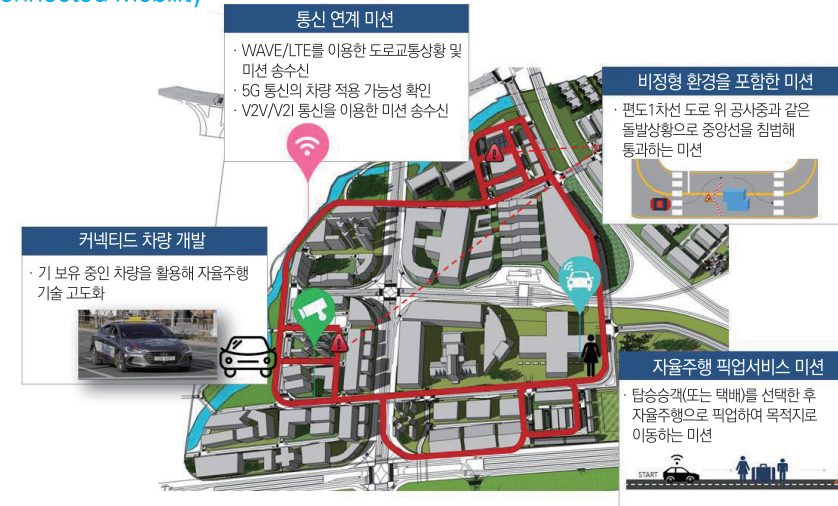 onnected Mobility
통신 연계 미션
· WAVE/LTE를 이용한 도로교통상황 및
미션 송수신
· 5G 통신의 차량 적용 가능성 확인
· V2V/V2I 통신을 이용한 미션 송수신
비정형 환경을 포함한 미션
· 편도1차선 도로 위 공사중과 같은
돌발상황으로 중앙선을 침범해
통과하는 미션
커넥티드 차량 개발
· 기 보유 중인 차량을 활용해 자율주행
기술 고도화
자율주행 픽업서비스 미션
· 탑승승객(또는 택배)를 선택한 후
자율주행으로 픽업하여 목적지로
이동하는 미션
START